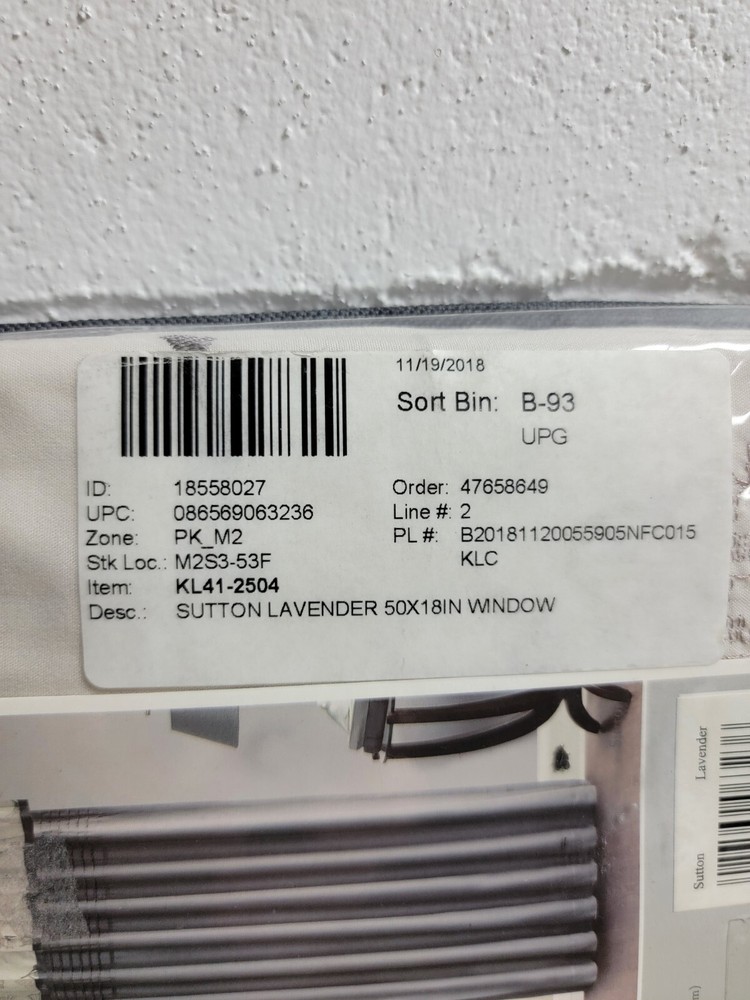 11/19/2018
Sort Bin: B-93
UPG
ID: 18558027
UPC: 086569063236
Zone: PK_M2
Stk Loc.: M2S3-53F
Item: KL41-2504
Desc.: SUTTON LAVENDER 50X18IN WINDOW
Order: 47658649
Line #: 2
PL #: B20181120055905NFC015
KLC
Sutton Lavender